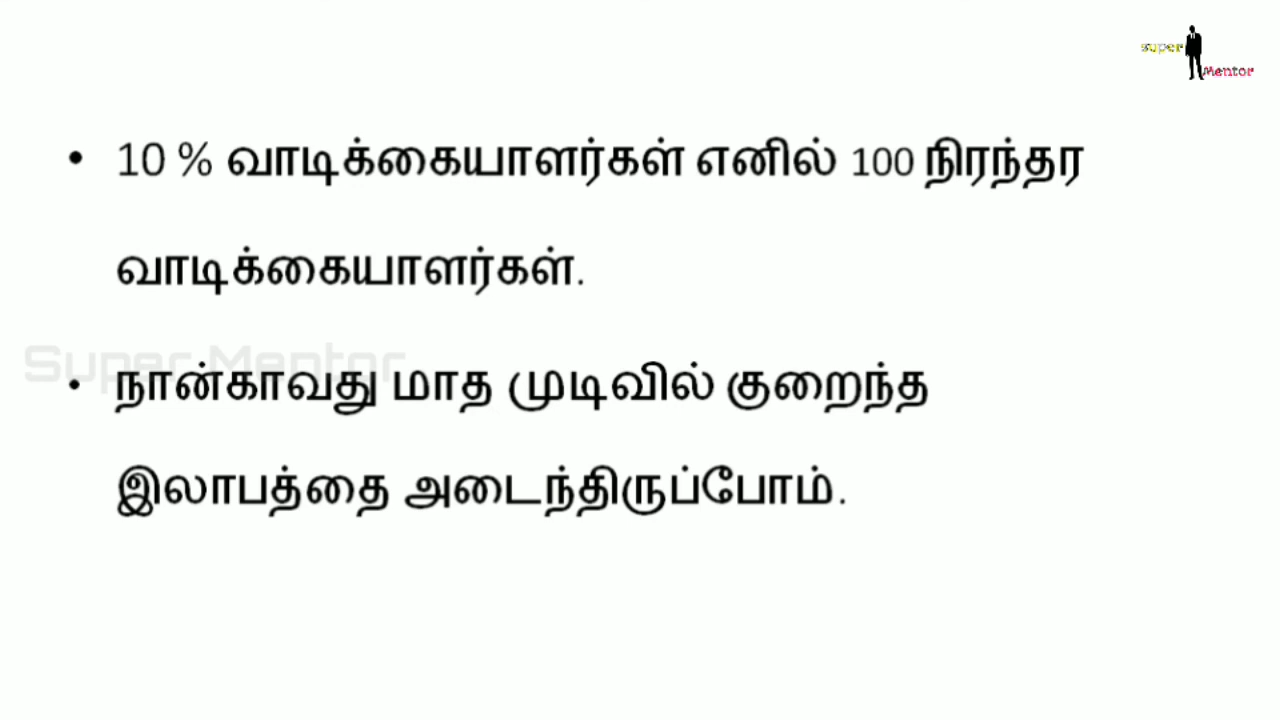 super
Mentor
• 10 % வாடிக்கையாளர்கள் எனில் 100 நிரந்தர
வாடிக்கையாளர்கள்.
Super Mentor
• நான்காவது மாத முடிவில் குறைந்த
இலாபத்தை அடைந்திருப்போம்.